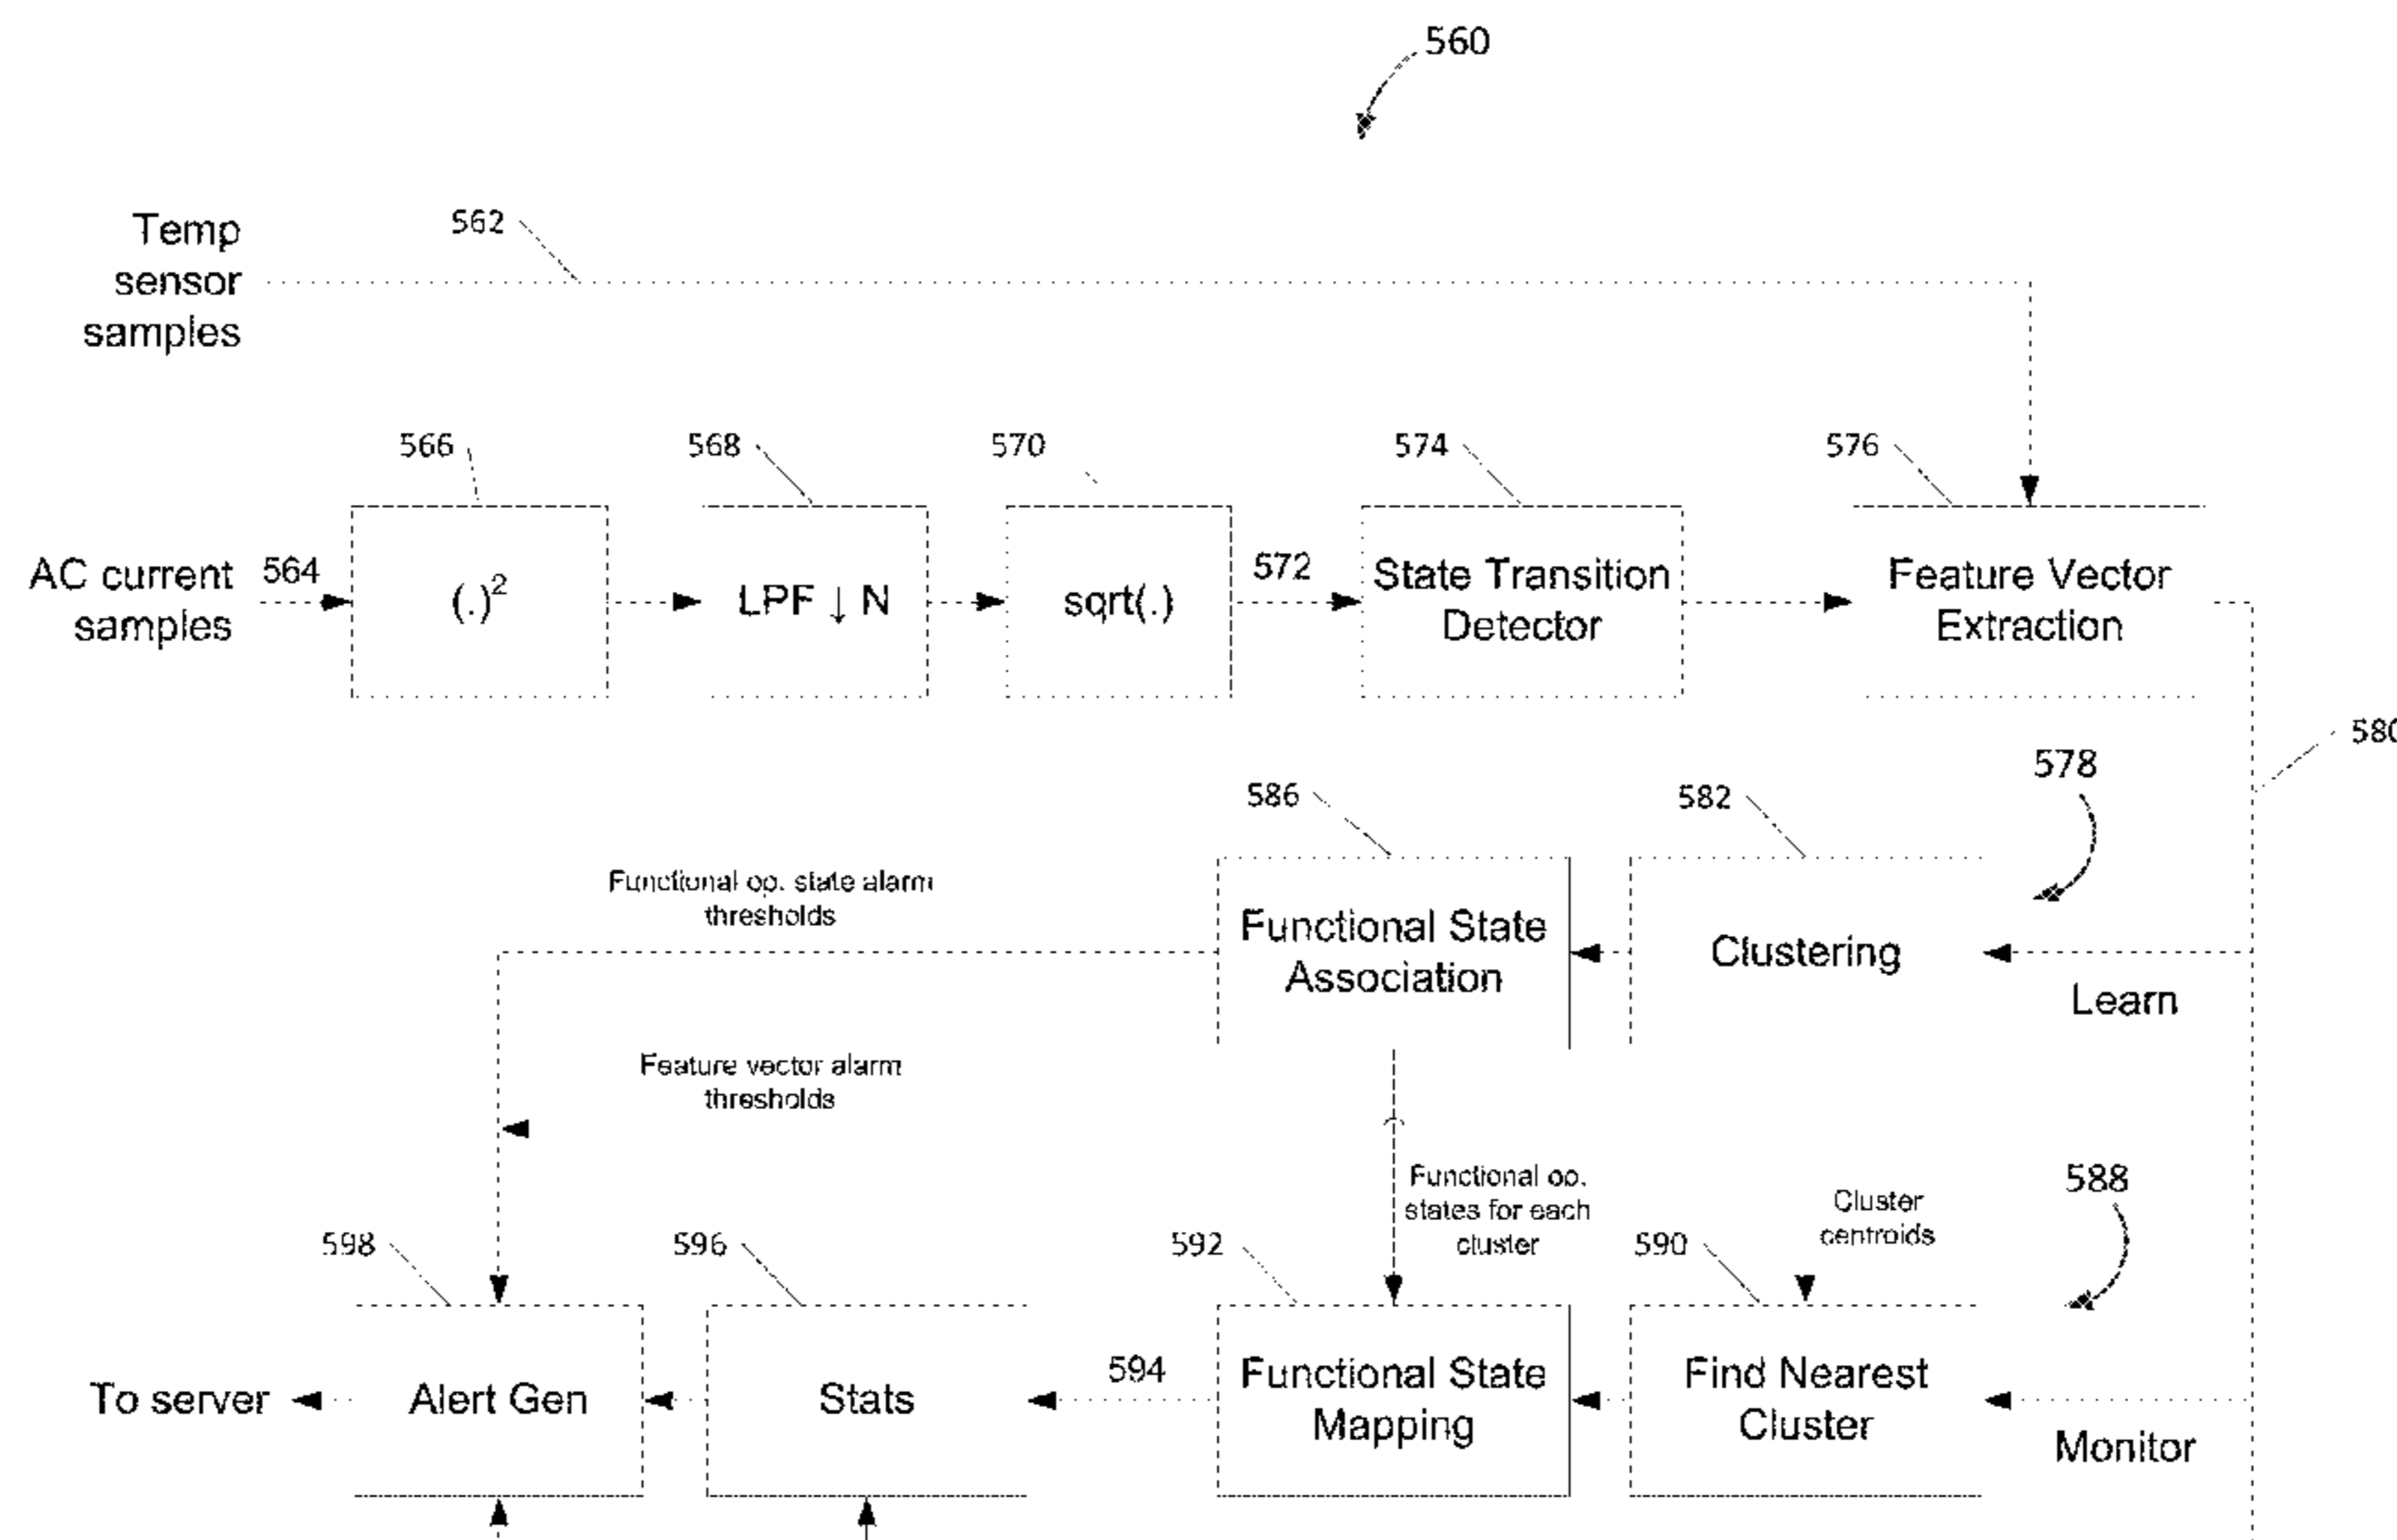 560
Temp
sensor
samples
562
566
568
570
574
576
AC current
samples
564
(.)²
LPF ↓ N
sqrt(.)
572
State Transition
Detector
Feature Vector
Extraction
580
578
586
582
Functional op. state alarm
thresholds
Functional State
Association
Clustering
Learn
Feature vector alarm
thresholds
Functional op.
states for each
cluster
Cluster
centroids
588
598
596
592
590
To server
Alert Gen
Stats
594
Functional State
Mapping
Find Nearest
Cluster
Monitor